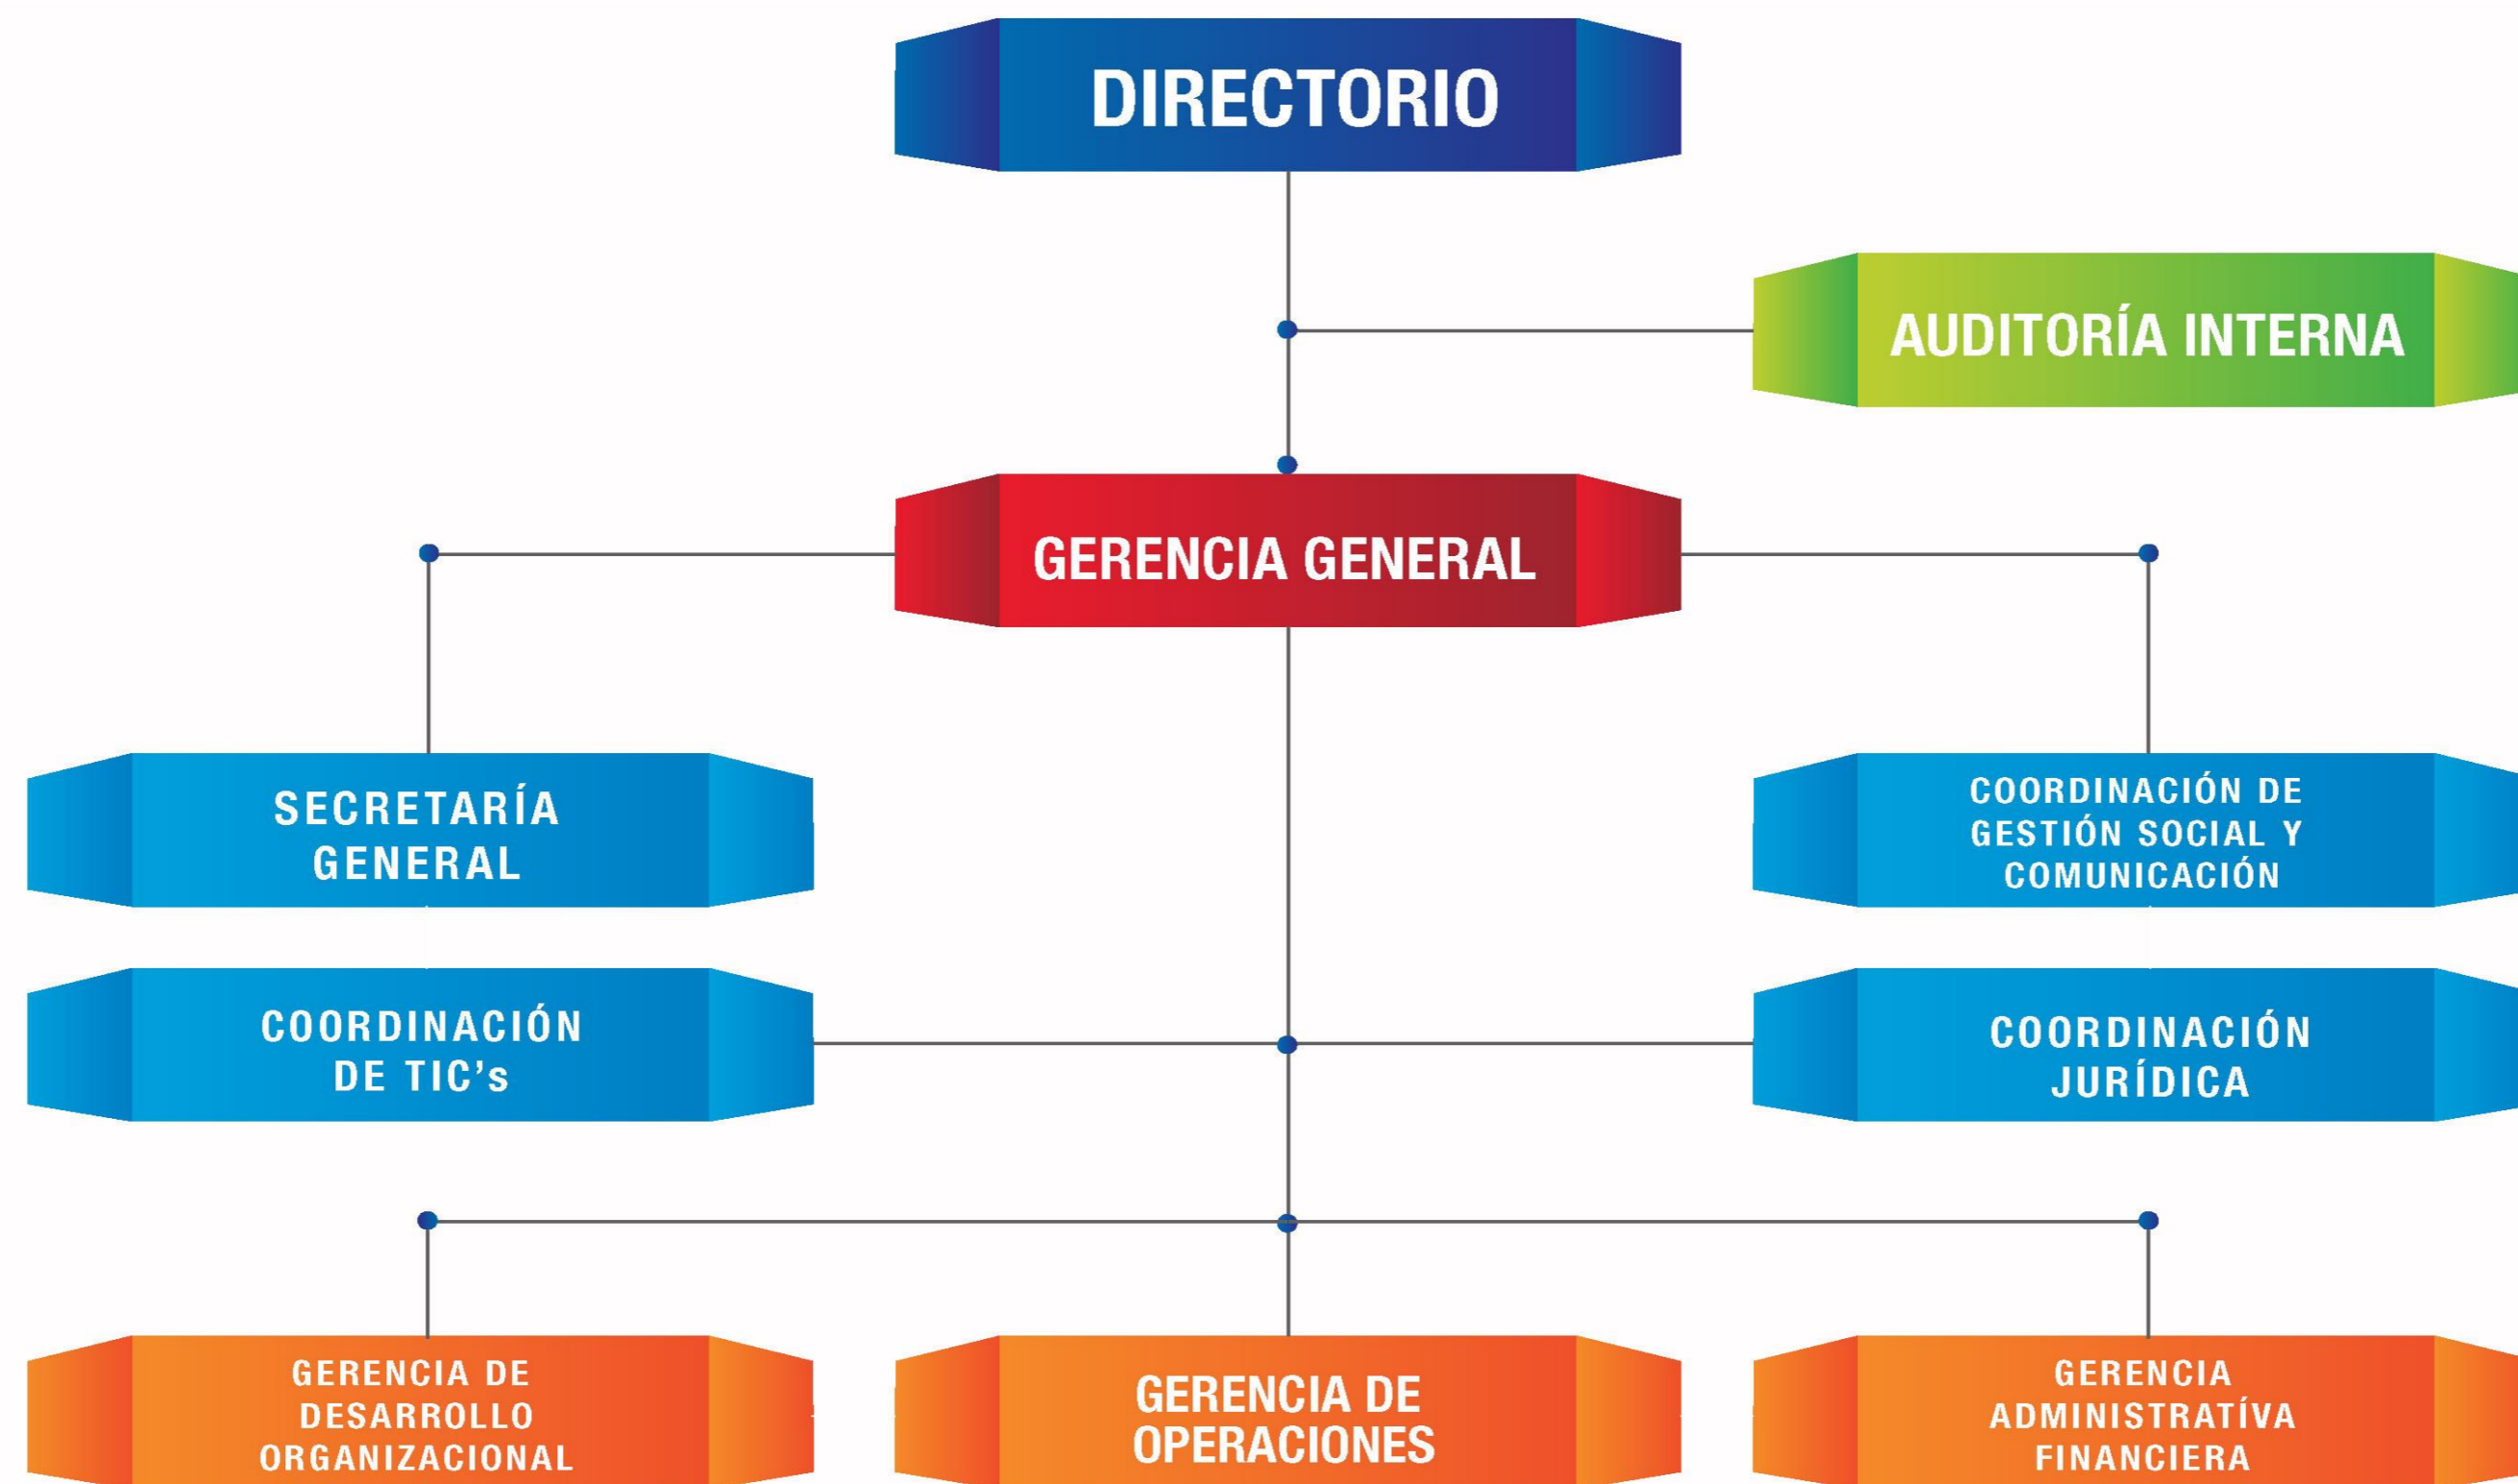 DIRECTORIO
AUDITORÍA INTERNA
GERENCIA GENERAL
SECRETARÍA
GENERAL
COORDINACIÓN DE
GESTIÓN SOCIAL Y
COMUNICACIÓN
COORDINACIÓN
DE TIC’s
COORDINACIÓN
JURÍDICA
GERENCIA DE
DESARROLLO
ORGANIZACIONAL
GERENCIA DE
OPERACIONES
GERENCIA
ADMINISTRATÍVA
FINANCIERA